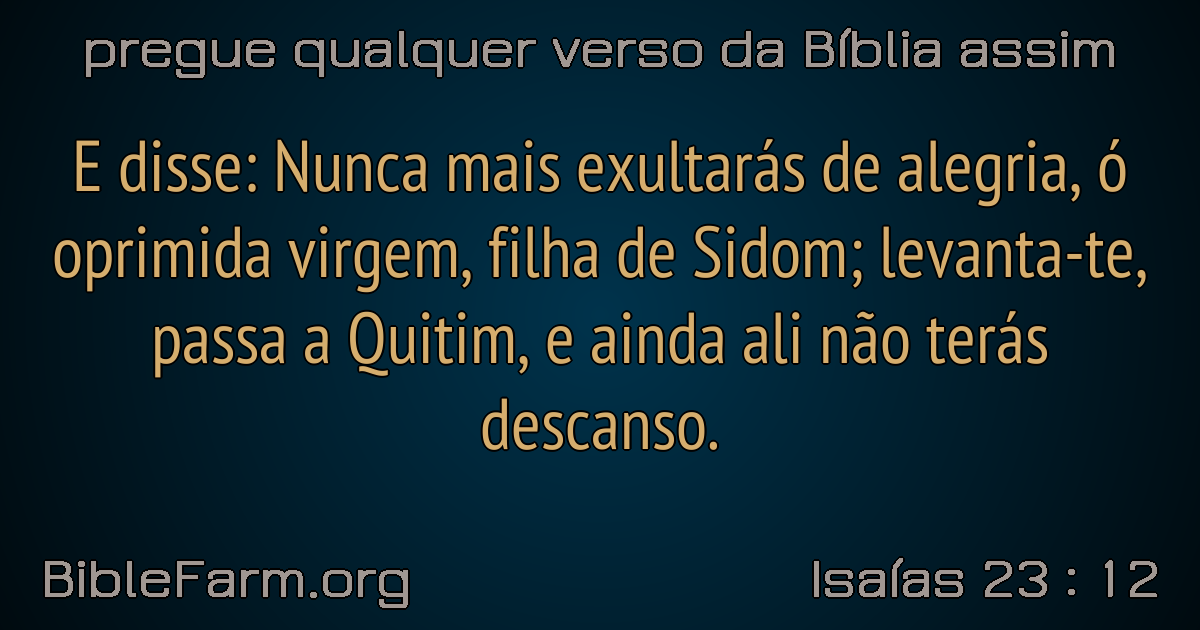 pregue qualquer verso da Bíblia assim
E disse: Nunca mais exultarás de alegria, ó
oprimida virgem, filha de Sidom; levanta-te,
passa a Quitim, e ainda ali não terás
descanso.
BibleFarm.org
Isaías 23 : 12